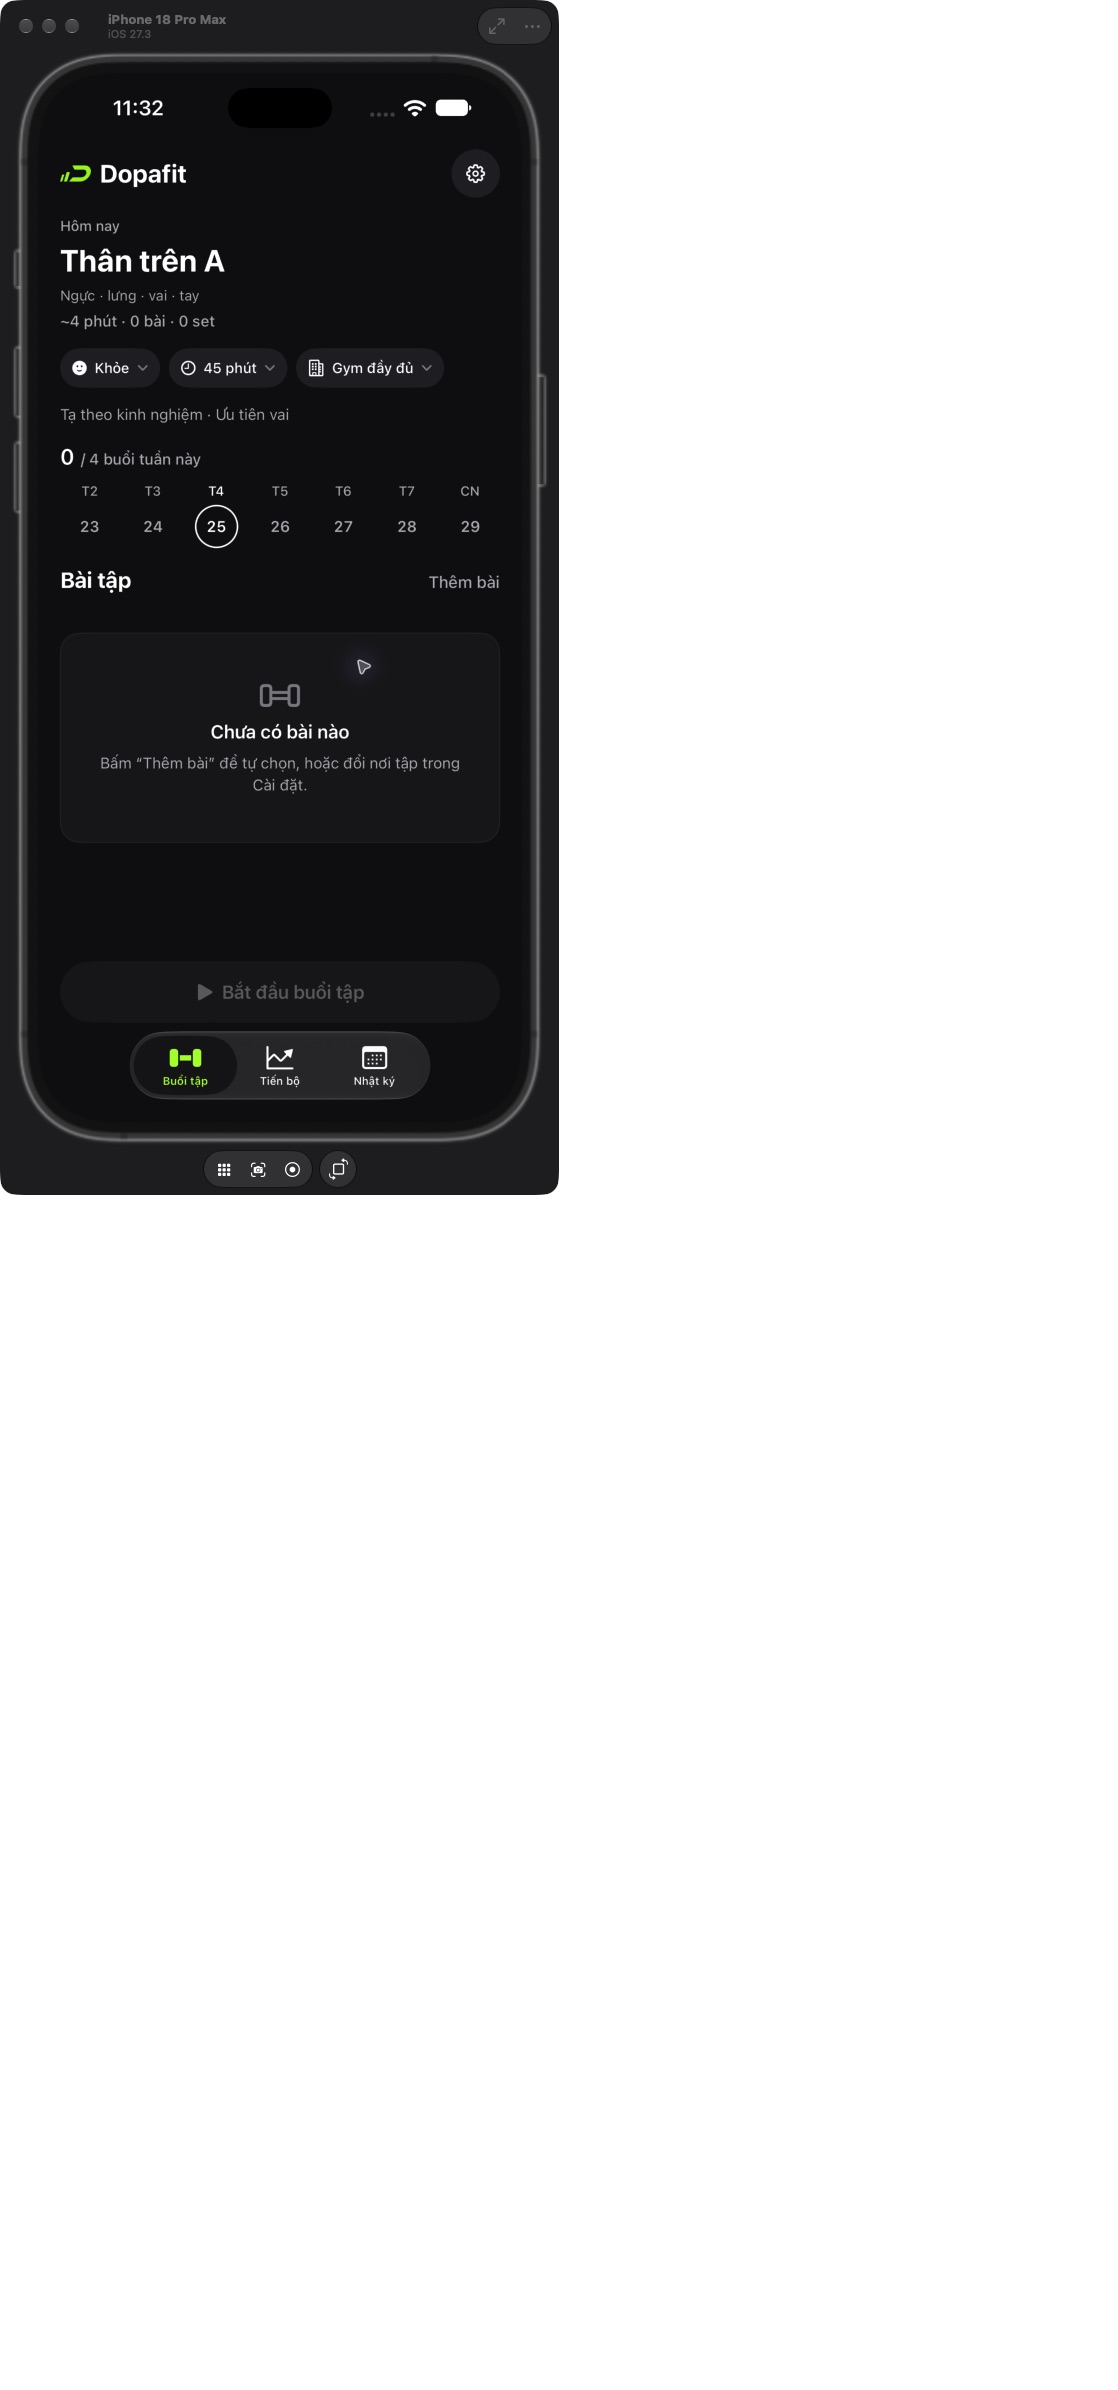 iPhone 18 Pro Max
iOS 27.3
11:32
Dopafit
Hôm nay
Thân trên A
Ngực · lưng · vai · tay
~4 phút · 0 bài · 0 set
Khỏe
45 phút
Gym đầy đủ
Tạ theo kinh nghiệm · Ưu tiên vai
0 / 4 buổi tuần này
T2 T3 T4 T5 T6 T7 CN
23 24 25 26 27 28 29
Bài tập
Thêm bài
Chưa có bài nào
Bấm “Thêm bài” để tự chọn, hoặc đổi nơi tập trong
Cài đặt.
Bắt đầu buổi tập
Buổi tập
Tiến bộ
Nhật ký